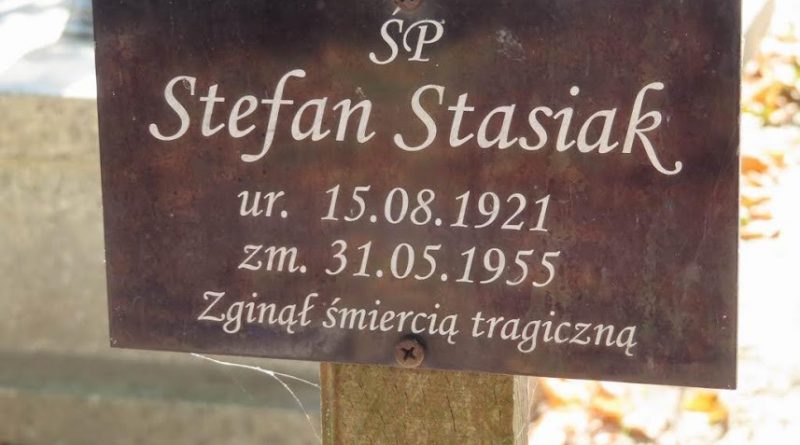 ŚP
Stefan Stasiak
ur. 15.08.1921
zm. 31.05.1955
Zginął śmiercią tragiczną